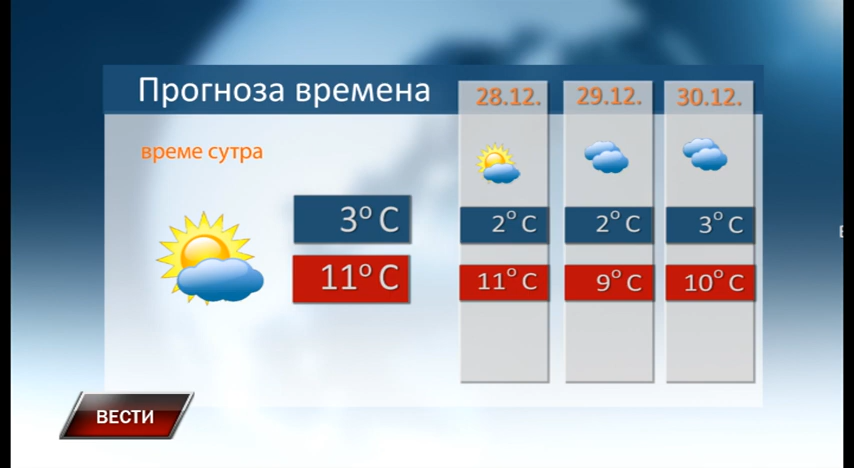 Прогноза времена
време сутра
3° C
11° C
28.12.
2° C
11° C
29.12.
2° C
9° C
30.12.
3° C
10° C
ВЕСТИ